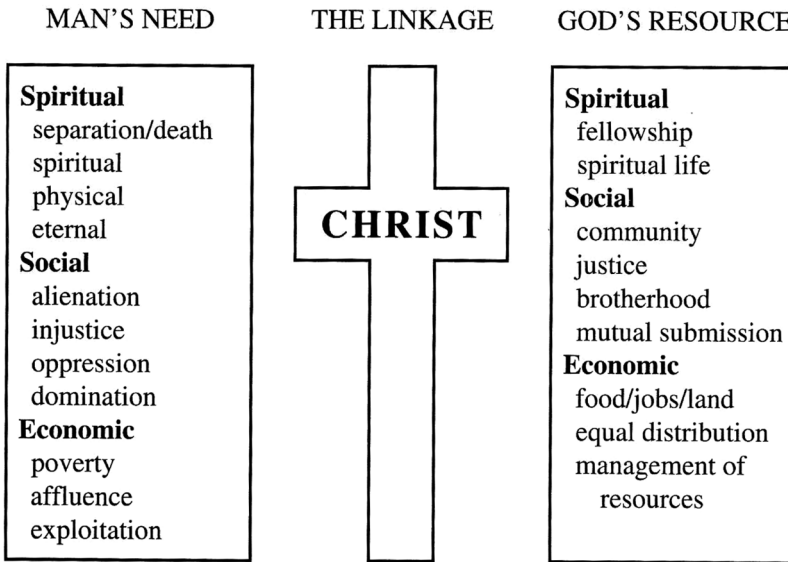 MAN'S NEED
THE LINKAGE
GOD'S RESOURCE
Spiritual
separation/death
spiritual
physical
eternal
Social
alienation
injustice
oppression
domination
Economic
poverty
affluence
exploitation
CHRIST
Spiritual
fellowship
spiritual life
Social
community
justice
brotherhood
mutual submission
Economic
food/jobs/land
equal distribution
management of
resources